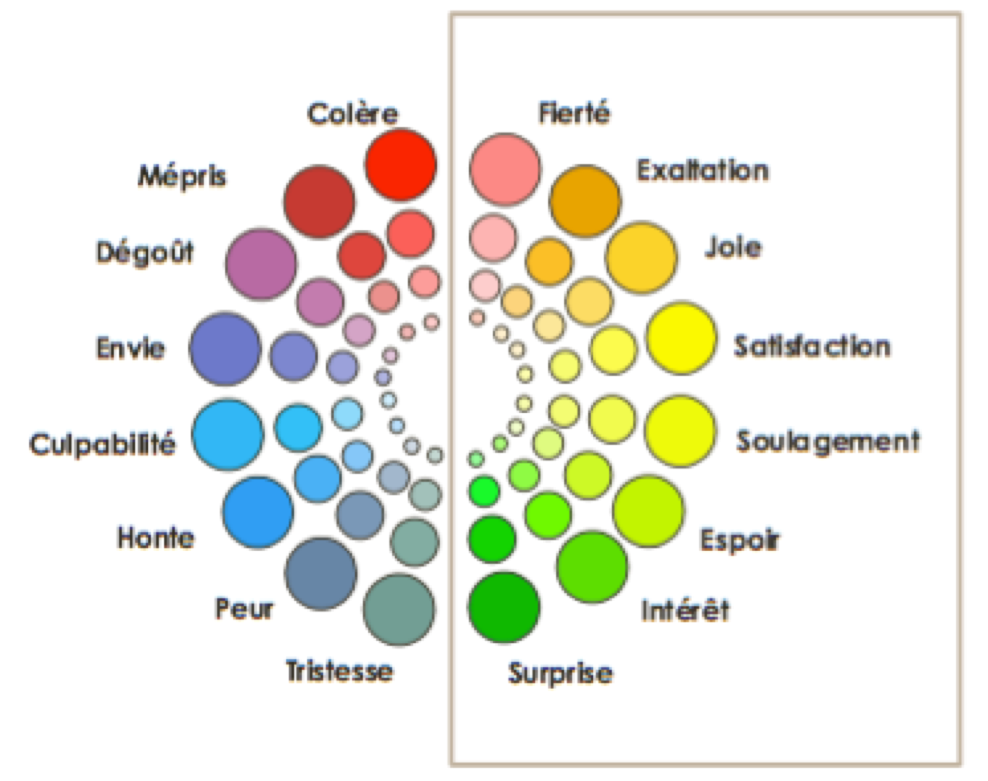 Colère
Fierté
Mépris
Exaltation
Dégoût
Joie
Envie
Satisfaction
Culpabilité
Soulagement
Honte
Espoir
Peur
Intérêt
Tristesse
Surprise